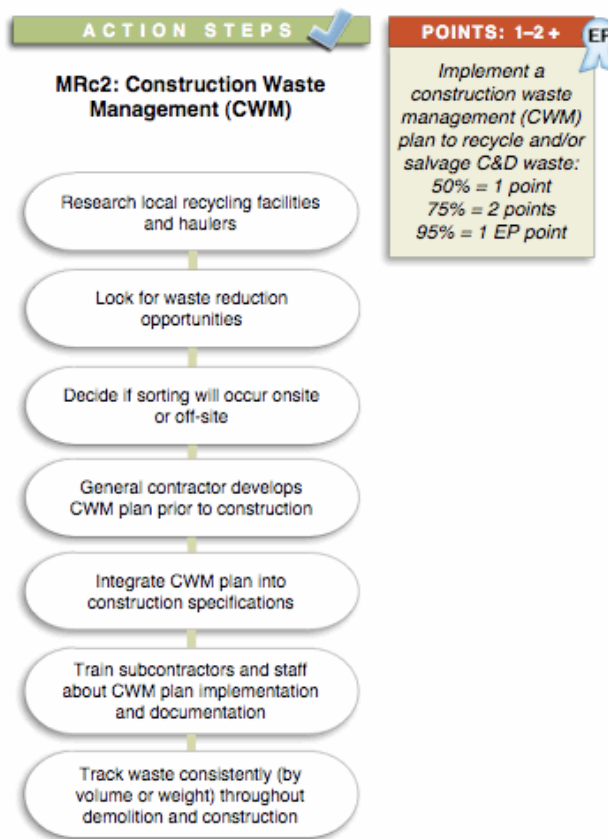 ACTION STEPS
MRc2: Construction Waste
Management (CWM)
Research local recycling facilities
and haulers
Look for waste reduction
opportunities
Decide if sorting will occur onsite
or off-site
General contractor develops
CWM plan prior to construction
Integrate CWM plan into
construction specifications
Train subcontractors and staff
about CWM plan implementation
and documentation
Track waste consistently (by
volume or weight) throughout
demolition and construction
POINTS: 1–2 +
EP
Implement a
construction waste
management (CWM)
plan to recycle and/or
salvage C&D waste:
50% = 1 point
75% = 2 points
95% = 1 EP point